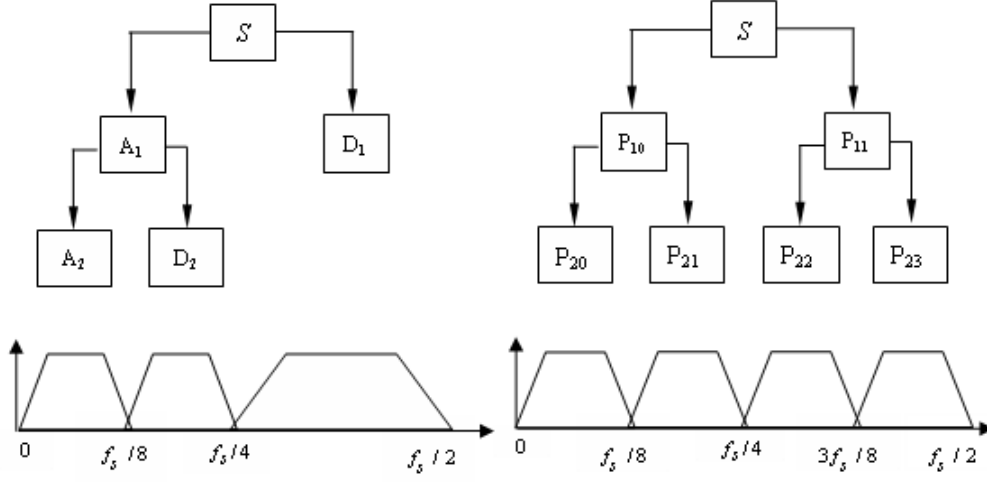 S
S
A₁
D₁
P₁₀
P₁₁
A₂
D₂
P₂₀
P₂₁
P₂₂
P₂₃
0
fₛ /8
fₛ/4
fₛ / 2
0
fₛ /8
fₛ/4
3fₛ /8
fₛ / 2